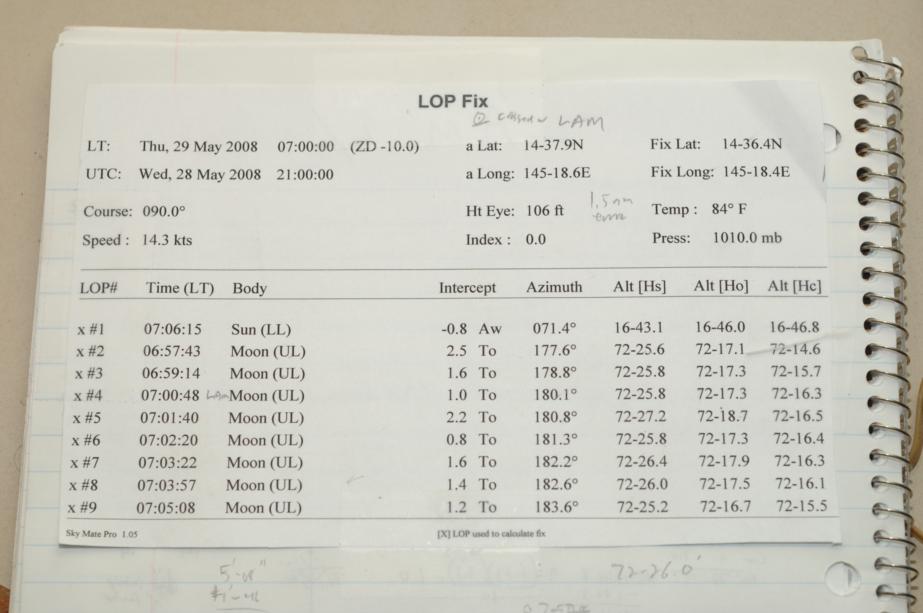 LOP Fix
LAM
LT: Thu, 29 May 2008 07:00:00 (ZD -10.0) a Lat: 14-37.9N Fix Lat: 14-36.4N
UTC: Wed, 28 May 2008 21:00:00 a Long: 145-18.6E Fix Long: 145-18.4E
1.5nm
Course: 090.0° Ht Eye: 106 ft Temp : 84° F
Speed : 14.3 kts Index : 0.0 Press: 1010.0 mb
LOP# Time (LT) Body Intercept Azimuth Alt [Hs] Alt [Ho] Alt [Hc]
x #1 07:06:15 Sun (LL) -0.8 Aw 071.4° 16-43.1 16-46.0 16-46.8
x #2 06:57:43 Moon (UL) 2.5 To 177.6° 72-25.6 72-17.1 72-14.6
x #3 06:59:14 Moon (UL) 1.6 To 178.8° 72-25.8 72-17.3 72-15.7
x #4 07:00:48 LAM Moon (UL) 1.0 To 180.1° 72-25.8 72-17.3 72-16.3
x #5 07:01:40 Moon (UL) 2.2 To 180.8° 72-27.2 72-18.7 72-16.5
x #6 07:02:20 Moon (UL) 0.8 To 181.3° 72-25.8 72-17.3 72-16.4
x #7 07:03:22 Moon (UL) 1.6 To 182.2° 72-26.4 72-17.9 72-16.3
x #8 07:03:57 Moon (UL) 1.4 To 182.6° 72-26.0 72-17.5 72-16.1
x #9 07:05:08 Moon (UL) 1.2 To 183.6° 72-25.2 72-16.7 72-15.5
Sky Mate Pro 1.05 [X] LOP used to calculate fix
72-26.0'